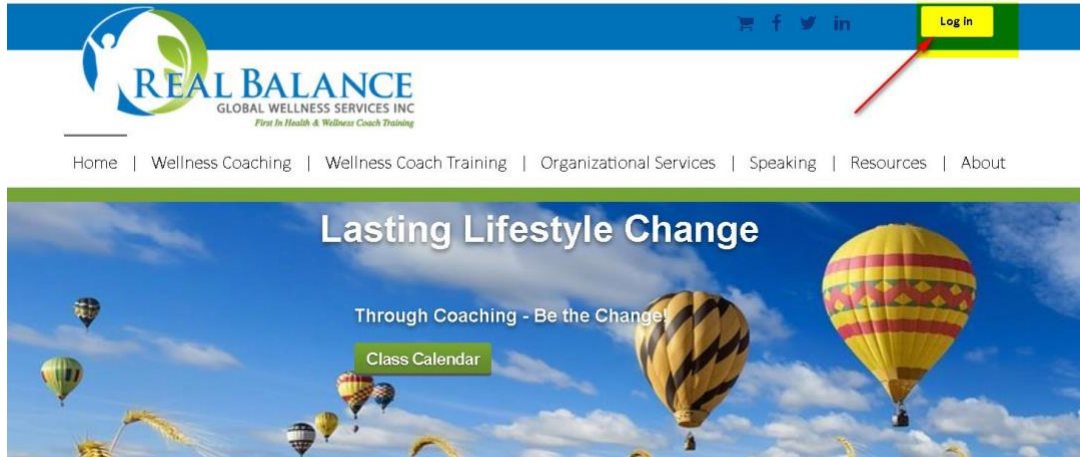 Log in
REAL BALANCE
GLOBAL WELLNESS SERVICES INC
First In Health & Wellness Coach Training
Home | Wellness Coaching | Wellness Coach Training | Organizational Services | Speaking | Resources | About
Lasting Lifestyle Change
Through Coaching - Be the Change!
Class Calendar